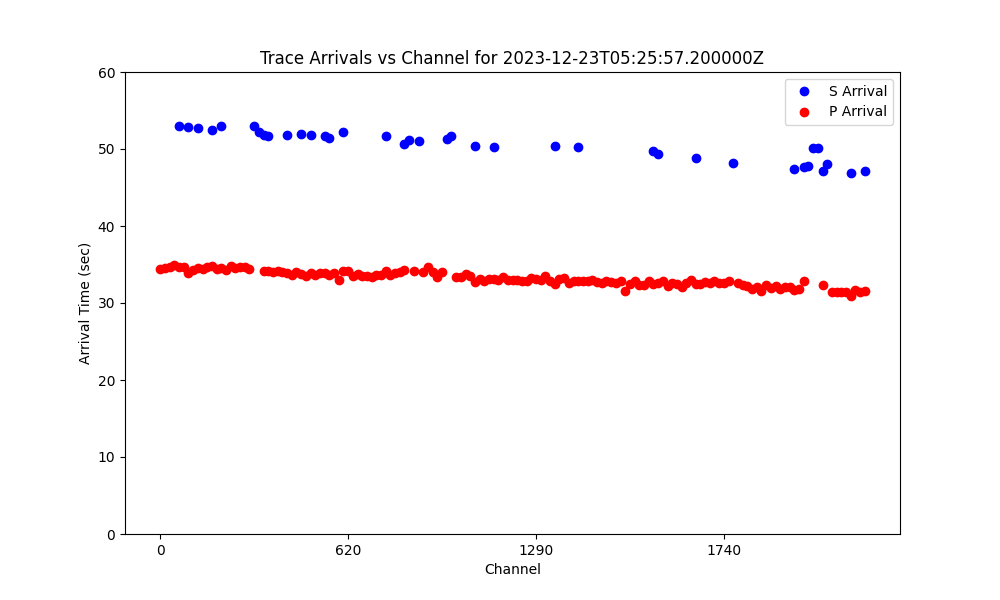 Trace Arrivals vs Channel for 2023-12-23T05:25:57.200000Z
S Arrival
P Arrival
60
50
40
30
20
10
0
Arrival Time (sec)
0 620 1290 1740
Channel